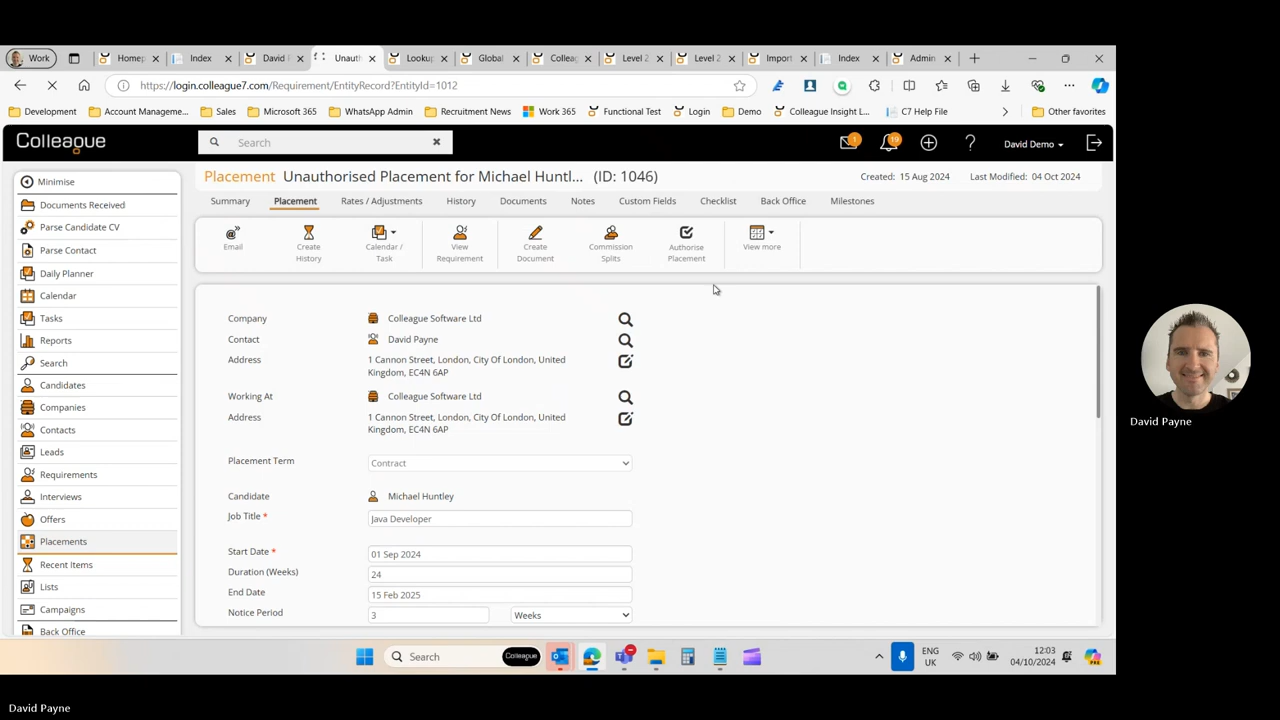 Work
Homep
Index
David F
Unauth
Lookup
Global
Colleag
Level 2
Level 2
Import
Index
Admin
https://login.colleague7.com/Requirement/EntityRecord?EntityId=1012
Development
Account Manageme...
Sales
Microsoft 365
WhatsApp Admin
Recruitment News
Work 365
Functional Test
Login
Demo
Colleague Insight L...
C7 Help File
Other favorites
Colleague
Search
1
19
David Demo
Minimise
Documents Received
Parse Candidate CV
Parse Contact
Daily Planner
Calendar
Tasks
Reports
Search
Candidates
Companies
Contacts
Leads
Requirements
Interviews
Offers
Placements
Recent Items
Lists
Campaigns
Back Office
Placement Unauthorised Placement for Michael Huntl... (ID: 1046)
Created: 15 Aug 2024 Last Modified: 04 Oct 2024
Summary Placement Rates / Adjustments History Documents Notes Custom Fields Checklist Back Office Milestones
Email
Create History
Calendar / Task
View Requirement
Create Document
Commission Splits
Authorise Placement
View more
Company Colleague Software Ltd
Contact David Payne
Address 1 Cannon Street, London, City Of London, United
Kingdom, EC4N 6AP
Working At Colleague Software Ltd
Address 1 Cannon Street, London, City Of London, United
Kingdom, EC4N 6AP
Placement Term Contract
Candidate Michael Huntley
Job Title * Java Developer
Start Date * 01 Sep 2024
Duration (Weeks) 24
End Date 15 Feb 2025
Notice Period 3 Weeks
Search
Colleague
ENG
UK
12:03
04/10/2024
David Payne
David Payne